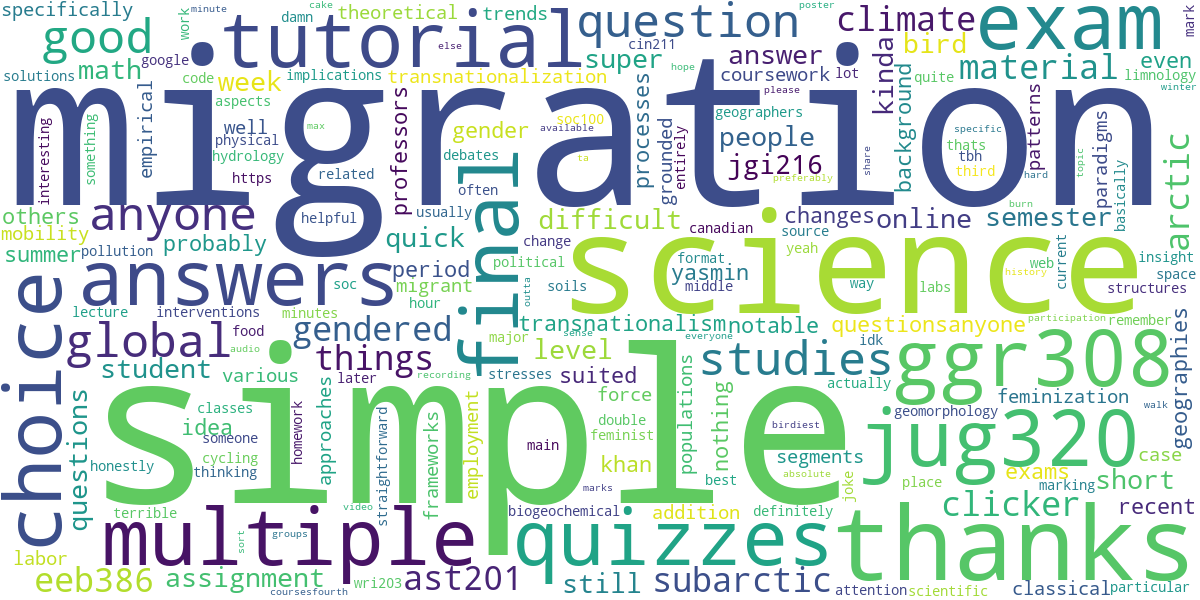 specifically
work
damn
theoretical
trends
question
poster
climate
exam
mark
good
google
tutorial
cake
minute
else
cin211
super
answer
kinda
bird
even
math
solutions
code
week
implications
transnationalization
hope
coursework
lot
material
quite
limnology
winter
migration
interesting
something
empirical
aspects
well
physical
hydrology
https
max
related
professors
gender
debates
often
soc100
available
ta
processes
grounded
entirely
please
geographers
people
jgi216
preferably
share
background
specific
thats
tbh
third
patterns
hard
topic
paradigms
burn
basically
arctic
others
mobility
summer
pollution
anyone
probably
helpful
quick
usually
final
difficult
change
political
canadian
changes
source
yeah
online
semester
current
insight
space
structures
choice
answers
period
soc
migrant
hour
outta
soils
science
format
yasmin
middle
way
web
history
labs
geographies
lecture
interventions
minutes
global
food
audio
gendered
things
later
major
sense
transnationalism
everyone
notable
questionsanyone
participation
remember
student
various
recording
stresses
level
suited
studies
idk
actually
ggr308
simple
classes
idea
someone
cycling
thinking
homework
approaches
straightforward
frameworks
employment
main
force
double
feminist
khan
populations
nothing
best
birdiest
segments
absolute
joke
geomorphology
feminization
walk
jug320
case
questions
honestly
terrible
video
marks
place
exams
marking
short
multiple
biogeochemical
addition
definitely
clicker
recent
quizzes
thanks
labor
eeb386
assignment
sort
groups
coursesfourth
wri203
ast201
still
subarctic
attention
scientific
classical
particular